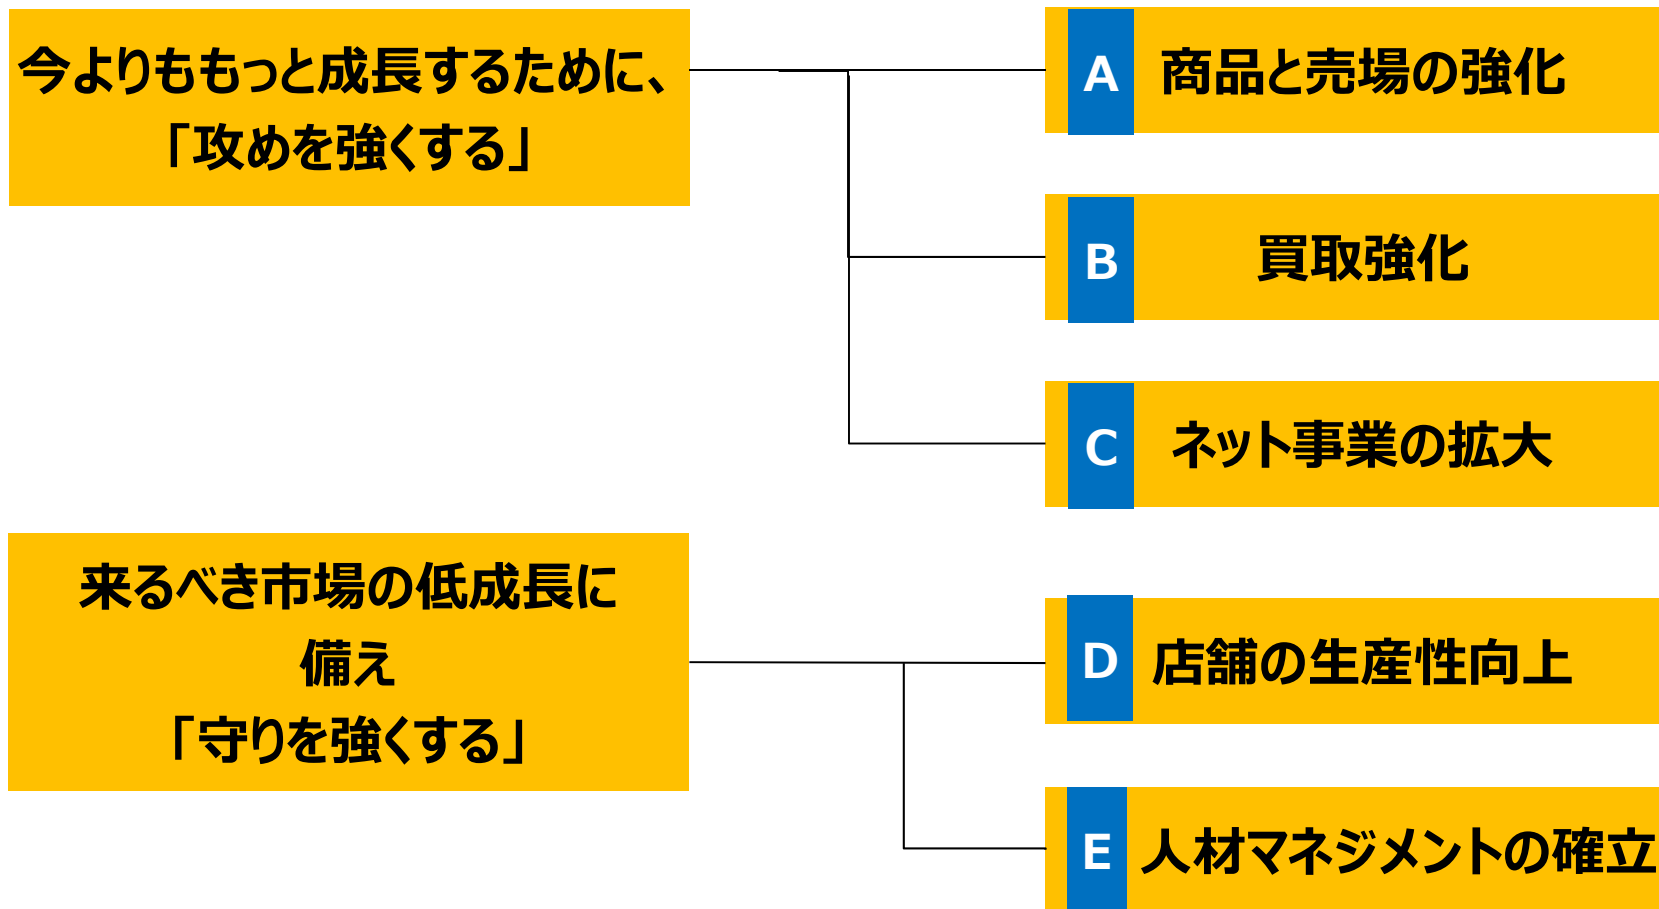 今よりももっと成長するために、
「攻めを強くする」
A 商品と売場の強化
B 買取強化
C ネット事業の拡大
来るべき市場の低成長に
備え
「守りを強くする」
D 店舗の生産性向上
E 人材マネジメントの確立